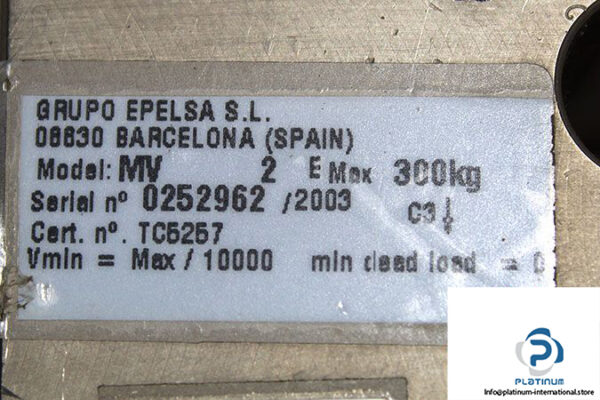 GRUPO EPELSA S.L.
08830 BARCELONA (SPAIN)
Model: MV 2 E Max 300kg
Serial nº 0252962 /2003
C3
Cert. nº. TC5257
Vmin = Max / 10000 min dead load = 0
PLATINUM
Info@platinum-international.store